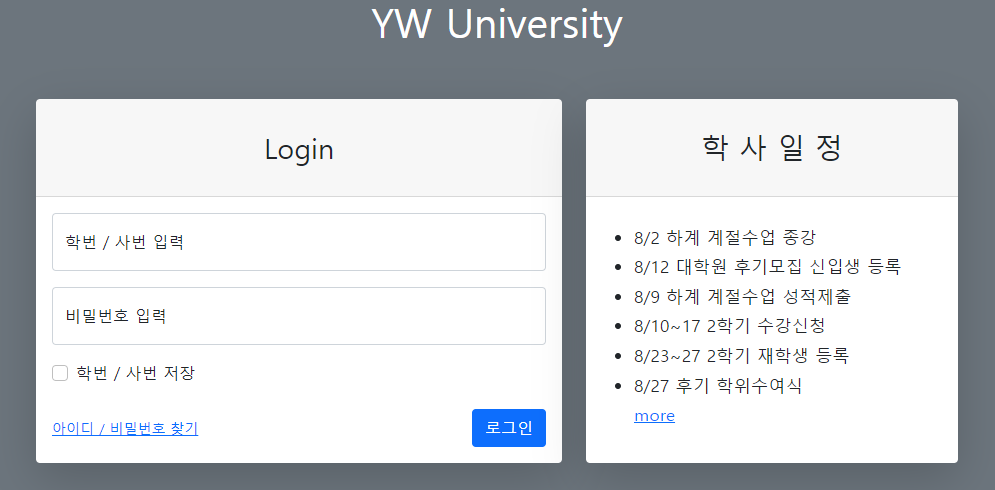 YW University
Login
학번 / 사번 입력
비밀번호 입력
학번 / 사번 저장
아이디 / 비밀번호 찾기
로그인
학 사 일 정
8/2 하계 계절수업 종강
8/12 대학원 후기모집 신입생 등록
8/9 하계 계절수업 성적제출
8/10~17 2학기 수강신청
8/23~27 2학기 재학생 등록
8/27 후기 학위수여식
more